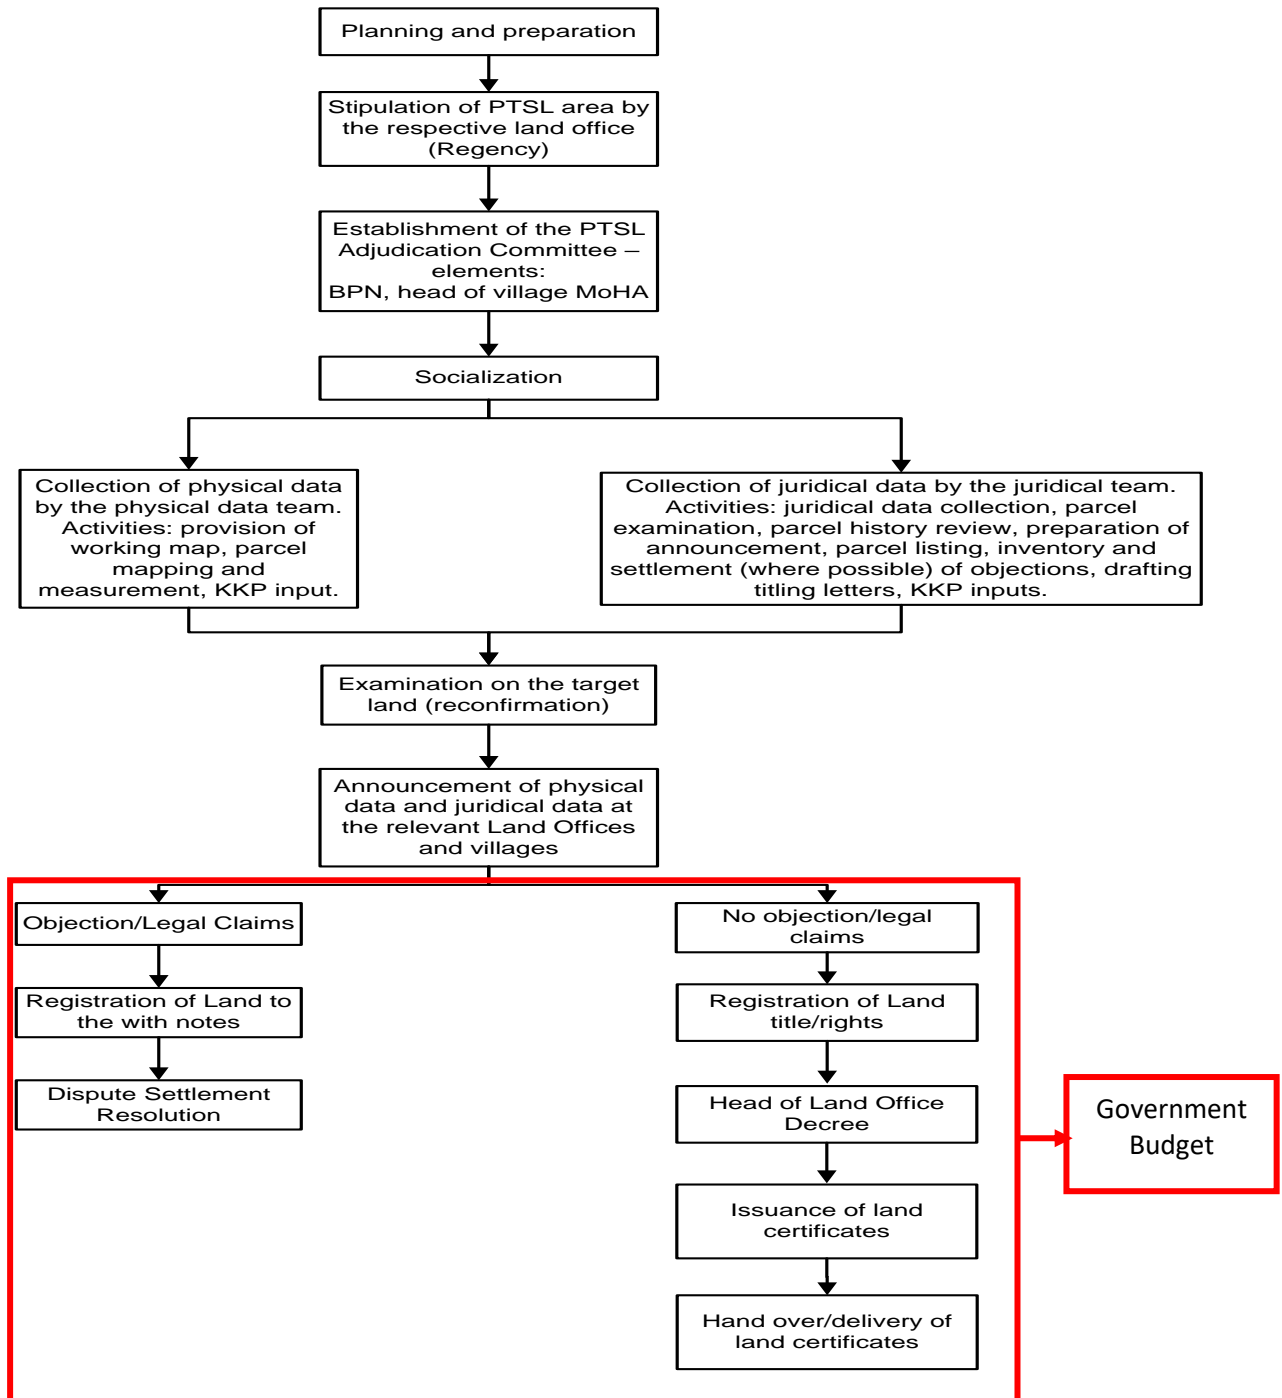 Planning and preparation
Stipulation of PTSL area by
the respective land office
(Regency)
Establishment of the PTSL
Adjudication Committee –
elements:
BPN, head of village MoHA
Socialization
Collection of physical data
by the physical data team.
Activities: provision of
working map, parcel
mapping and
measurement, KKP input.
Collection of juridical data by the juridical team.
Activities: juridical data collection, parcel
examination, parcel history review, preparation of
announcement, parcel listing, inventory and
settlement (where possible) of objections, drafting
titling letters, KKP inputs.
Examination on the target
land (reconfirmation)
Announcement of physical
data and juridical data at
the relevant Land Offices
and villages
Objection/Legal Claims
Registration of Land to
the with notes
Dispute Settlement
Resolution
No objection/legal
claims
Registration of Land
title/rights
Head of Land Office
Decree
Issuance of land
certificates
Hand over/delivery of
land certificates
Government
Budget